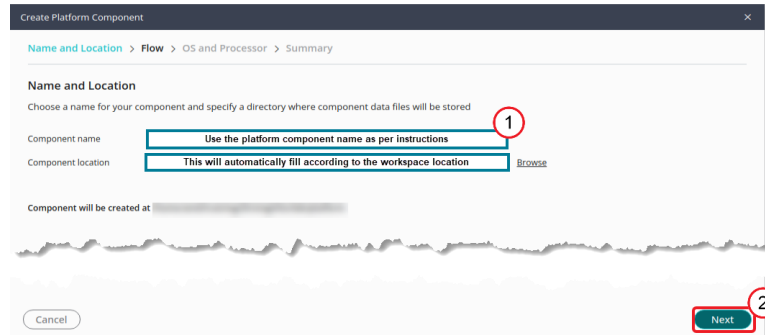 Create Platform Component ×
Name and Location > Flow > OS and Processor > Summary
Name and Location
Choose a name for your component and specify a directory where component data files will be stored
1
Component name Use the platform component name as per instructions
Component location This will automatically fill according to the workspace location Browse
Component will be created at
2
Cancel Next